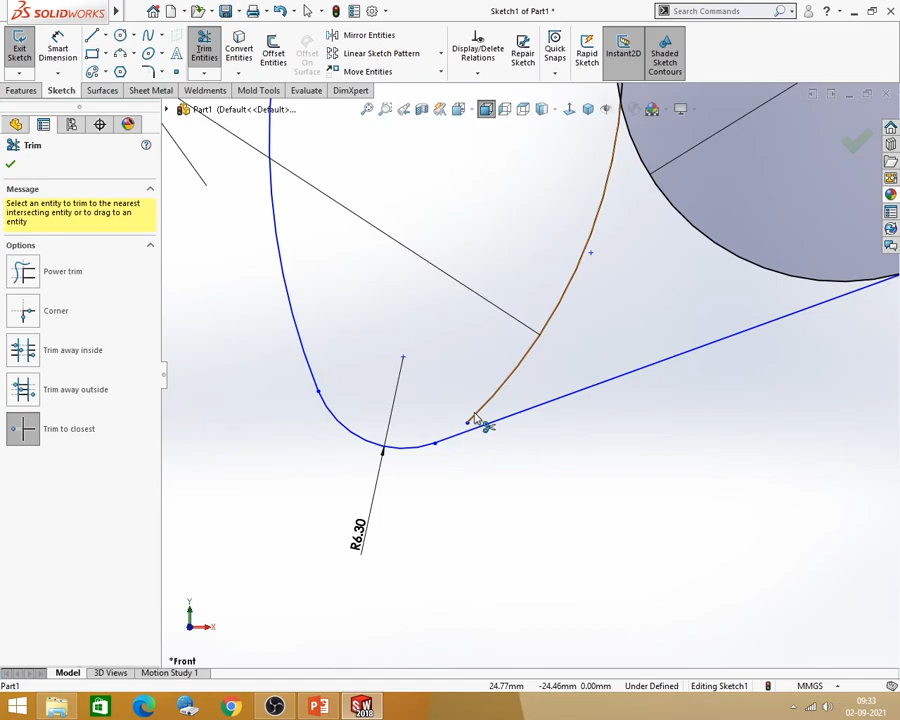 SOLIDWORKS
Sketch1 of Part1 *
Search Commands
Exit Sketch
Smart Dimension
Trim Entities
Convert Entities
Offset Entities
Offset On Surface
Mirror Entities
Linear Sketch Pattern
Move Entities
Display/Delete Relations
Repair Sketch
Quick Snaps
Rapid Sketch
Instant2D
Shaded Sketch Contours
Features
Sketch
Surfaces
Sheet Metal
Weldments
Mold Tools
Evaluate
DimXpert
Part1 (Default<<Default>...
Trim
Message
Select an entity to trim to the nearest
intersecting entity or to drag to an
entity
Options
Power trim
Corner
Trim away inside
Trim away outside
Trim to closest
R6.30
Y
X
*Front
Model
3D Views
Motion Study 1
Part1
24.77mm
-24.46mm
0.00mm
Under Defined
Editing Sketch1
MMGS
SW
2018
09:33
02-09-2021